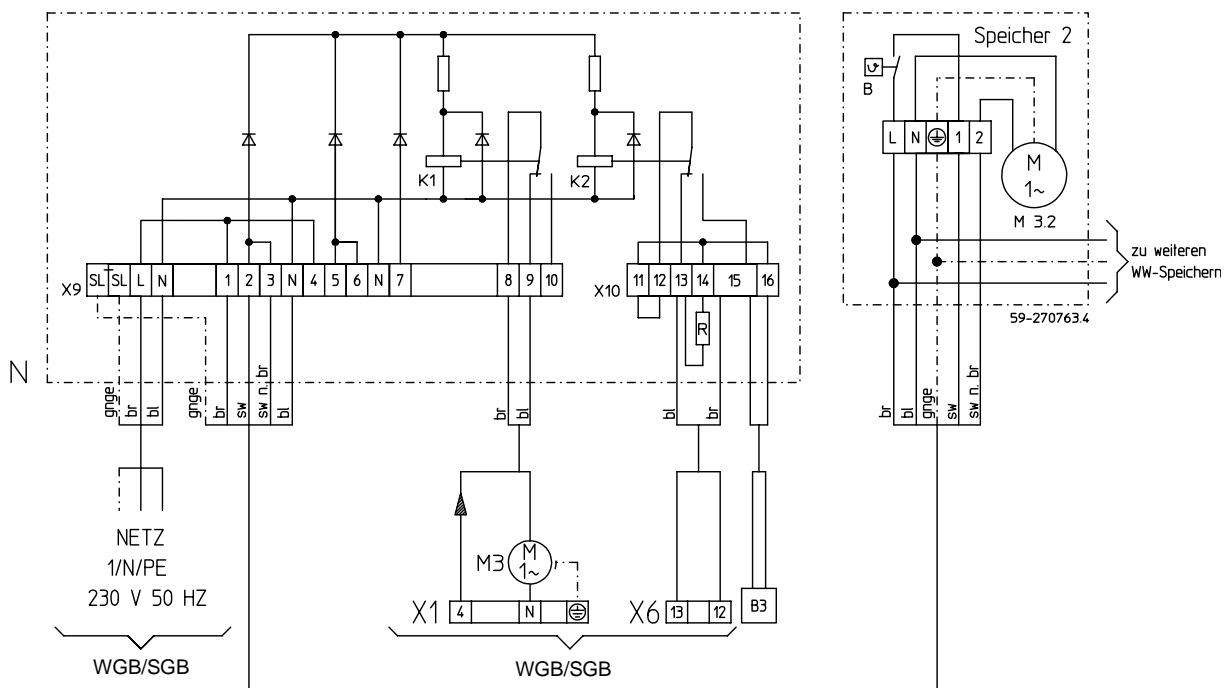 Speicher 2
B
L N 1 2
M
1~
M 3.2
zu weiteren
WW-Speichern
59-270763.4
K1
K2
X9 SL SL L N 1 2 3 N 4 5 6 N 7 8 9 10
X10 11 12 13 14 15 16
R
N
gnge br bl gnge br sw sw n. br bl
br bl
bl br
br bl gnge sw sw n. br
NETZ
1/N/PE
230 V 50 HZ
M3
M
1~
X1 4 N
X6 13 12
B3
WGB/SGB
WGB/SGB